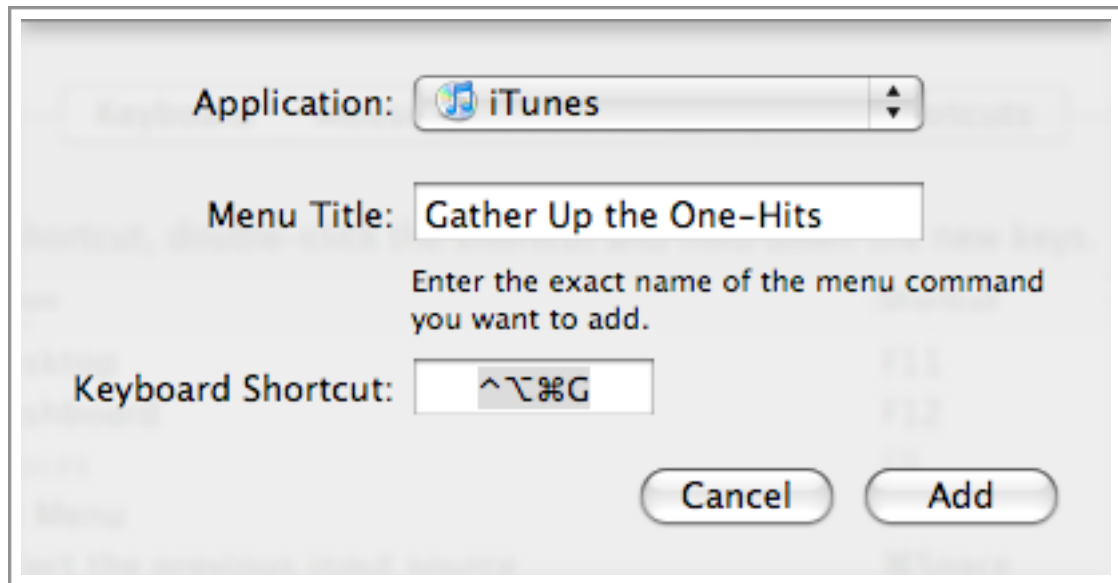 Application: iTunes
Menu Title: Gather Up the One-Hits
Enter the exact name of the menu command
you want to add.
Keyboard Shortcut: ^⌥⌘G
Cancel Add